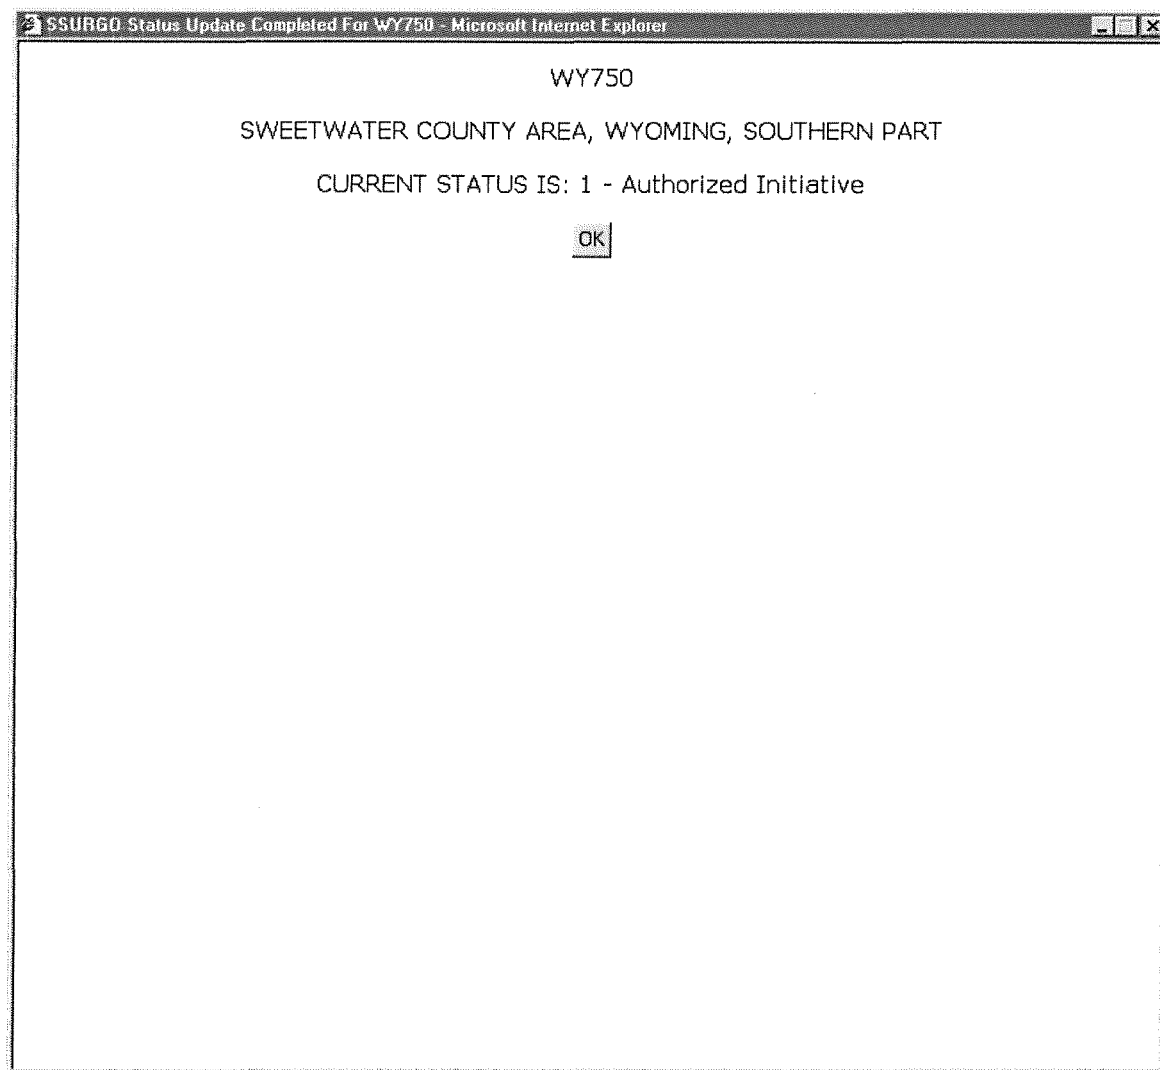 SSURGO Status Update Completed For WY750 - Microsoft Internet Explorer
WY750
SWEETWATER COUNTY AREA, WYOMING, SOUTHERN PART
CURRENT STATUS IS: 1 - Authorized Initiative
OK